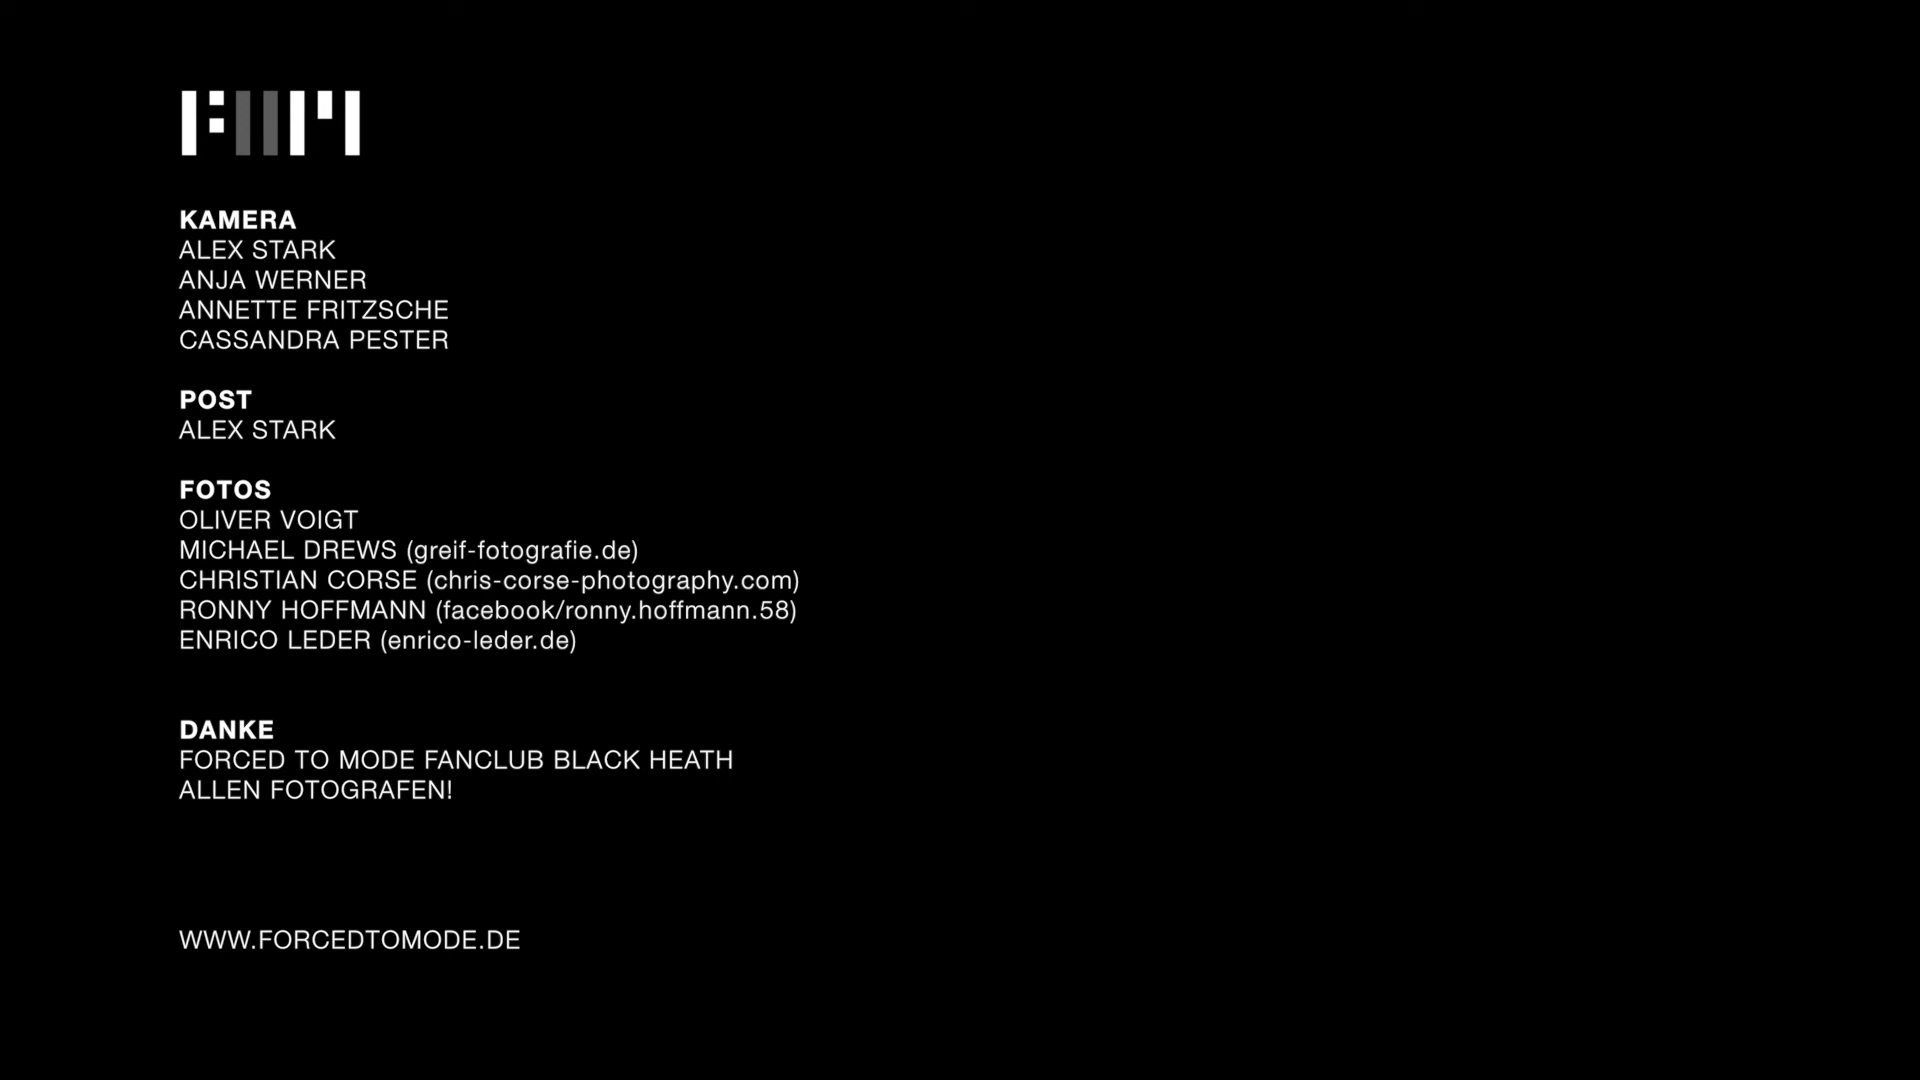 KAMERA
ALEX STARK
ANJA WERNER
ANNETTE FRITZSCHE
CASSANDRA PESTER
POST
ALEX STARK
FOTOS
OLIVER VOIGT
MICHAEL DREWS (greif-fotografie.de)
CHRISTIAN CORSE (chris-corse-photography.com)
RONNY HOFFMANN (facebook/ronny.hoffmann.58)
ENRICO LEDER (enrico-leder.de)
DANKE
FORCED TO MODE FANCLUB BLACK HEATH
ALLEN FOTOGRAFEN!
WWW.FORCEDTOMODE.DE